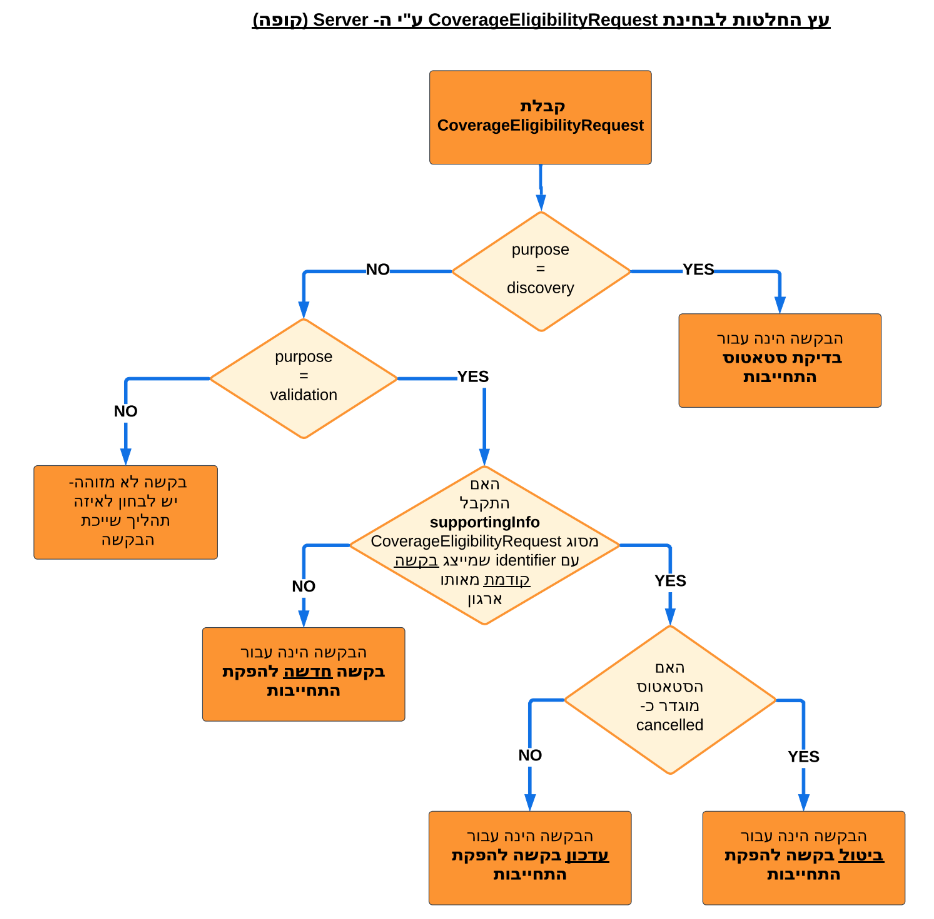 עץ החלטות לבחינת CoverageEligibilityRequest ע"י ה- Server (קופה)
קבלת
CoverageEligibilityRequest
purpose
=
discovery
NO
YES
הבקשה הינה עבור
בדיקת סטאטוס
התחייבות
purpose
=
validation
NO
YES
בקשה לא מזוהה-
יש לבחון לאיזה
תהליך שייכת
הבקשה
האם
התקבל
supportingInfo
מסוג CoverageEligibilityRequest
עם identifier שמייצג בקשה
קודמת מאותו
ארגון
NO
YES
הבקשה הינה עבור
בקשה חדשה להפקת
התחייבות
האם
הסטאטוס
מוגדר כ-
cancelled
NO
YES
הבקשה הינה עבור
עדכון בקשה להפקת
התחייבות
הבקשה הינה עבור
ביטול בקשה להפקת
התחייבות